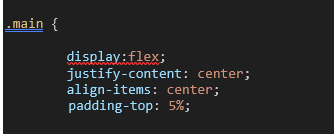 .main {
display:flex;
justify-content: center;
align-items: center;
padding-top: 5%;